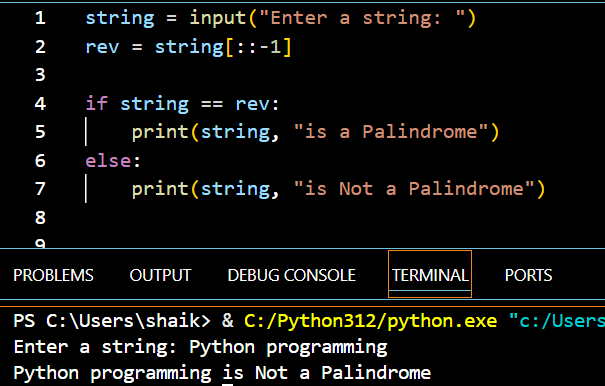 1 string = input("Enter a string: ")
2 rev = string[::-1]
3
4 if string == rev:
5     print(string, "is a Palindrome")
6 else:
7     print(string, "is Not a Palindrome")
8
9
PROBLEMS OUTPUT DEBUG CONSOLE TERMINAL PORTS
PS C:\Users\shaik> & C:/Python312/python.exe "c:/Users
Enter a string: Python programming
Python programming is Not a Palindrome